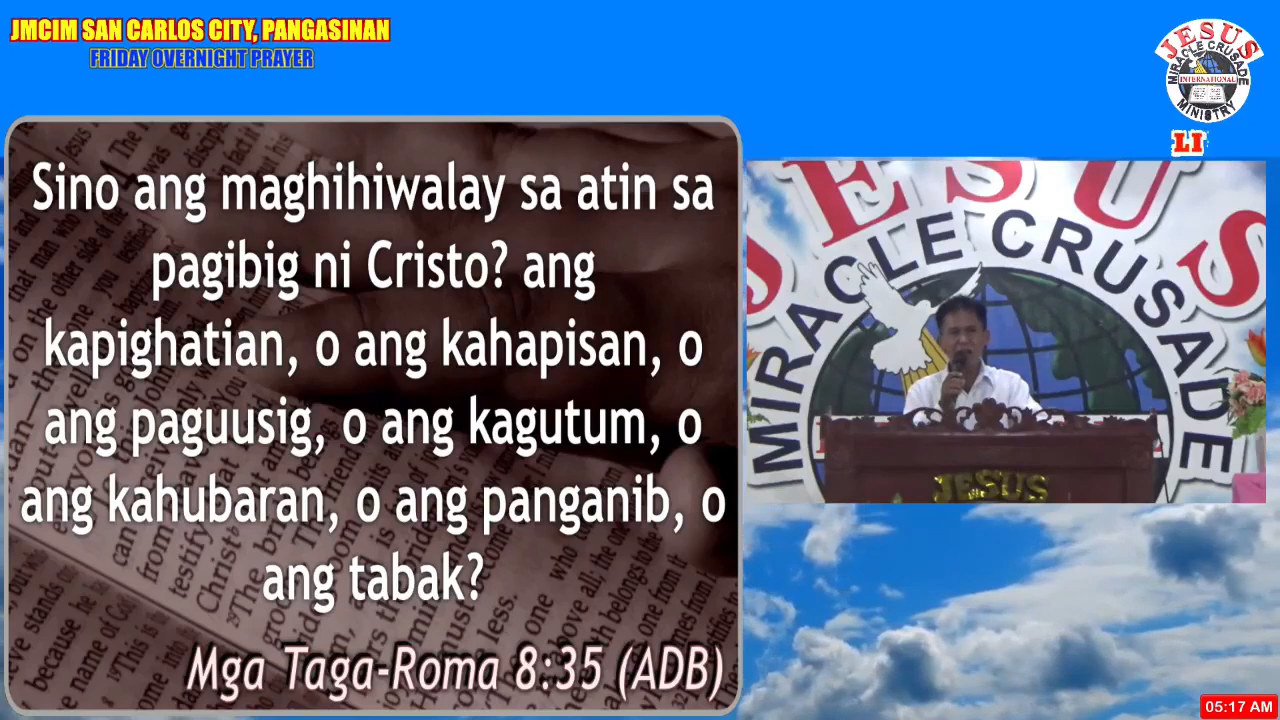 JMCIM SAN CARLOS CITY, PANGASINAN
FRIDAY OVERNIGHT PRAYER
JESUS
MIRACLE CRUSADE
INTERNATIONAL
MINISTRY
LI
Sino ang maghihiwalay sa atin sa
pagibig ni Cristo? ang
kapighatian, o ang kahapisan, o
ang paguusig, o ang kagutum, o
ang kahubaran, o ang panganib, o
ang tabak?
Mga Taga-Roma 8:35 (ADB)
JESUS
MIRACLE CRUSADE
JESUS
05:17 AM